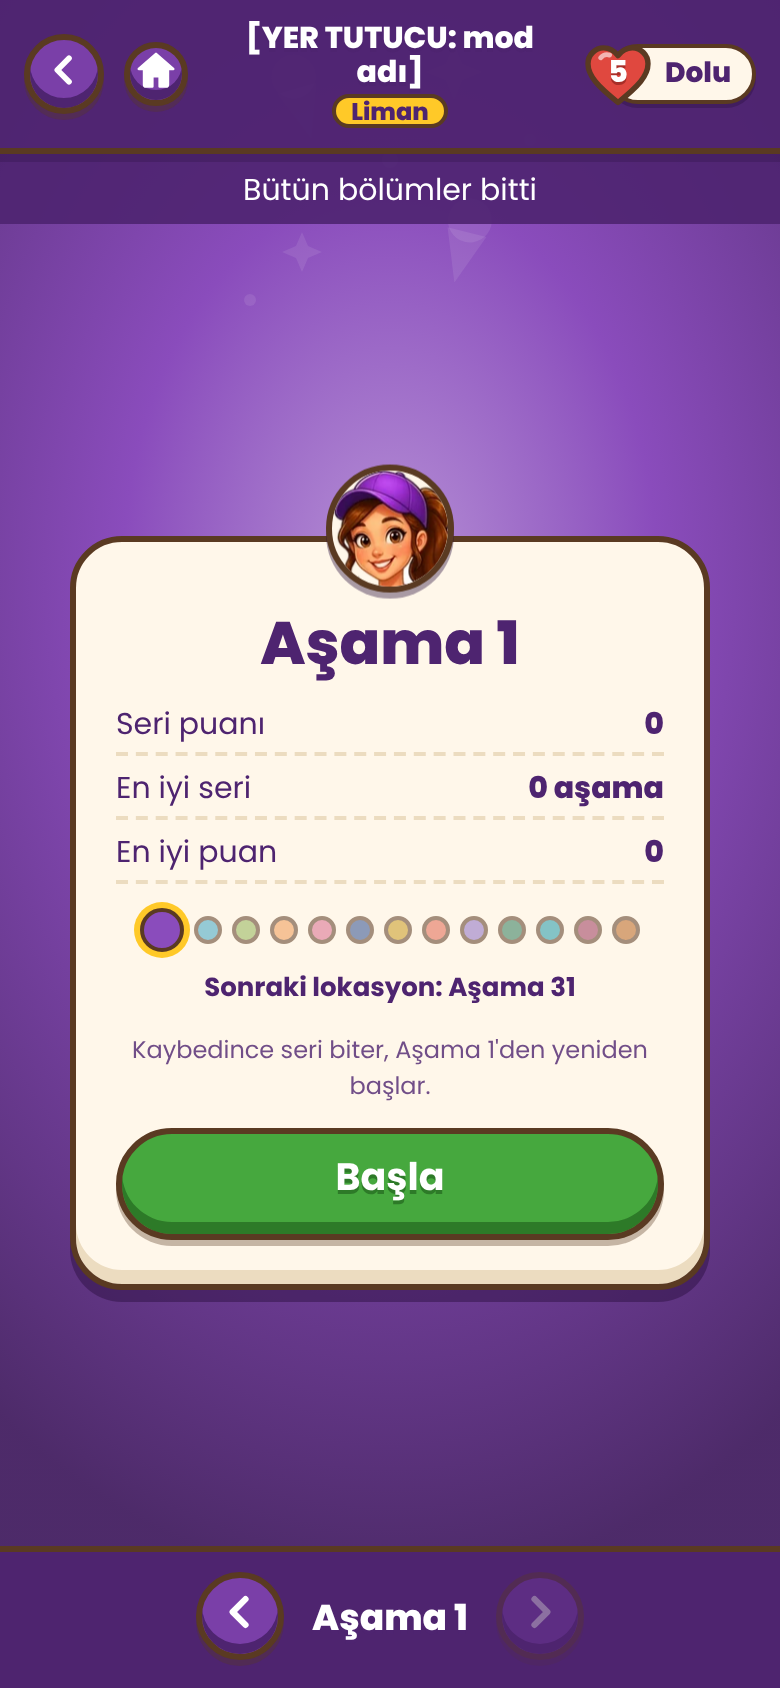 [YER TUTUCU: mod
adı]
Liman
5
Dolu
Bütün bölümler bitti
Aşama 1
Seri puanı 0
En iyi seri 0 aşama
En iyi puan 0
Sonraki lokasyon: Aşama 31
Kaybedince seri biter, Aşama 1'den yeniden
başlar.
Başla
Aşama 1